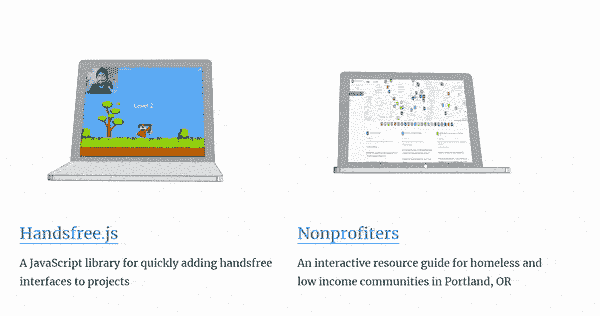 Level 2
Handsfree.js
A JavaScript library for quickly adding handsfree
interfaces to projects
Nonprofiters
An interactive resource guide for homeless and
low income communities in Portland, OR